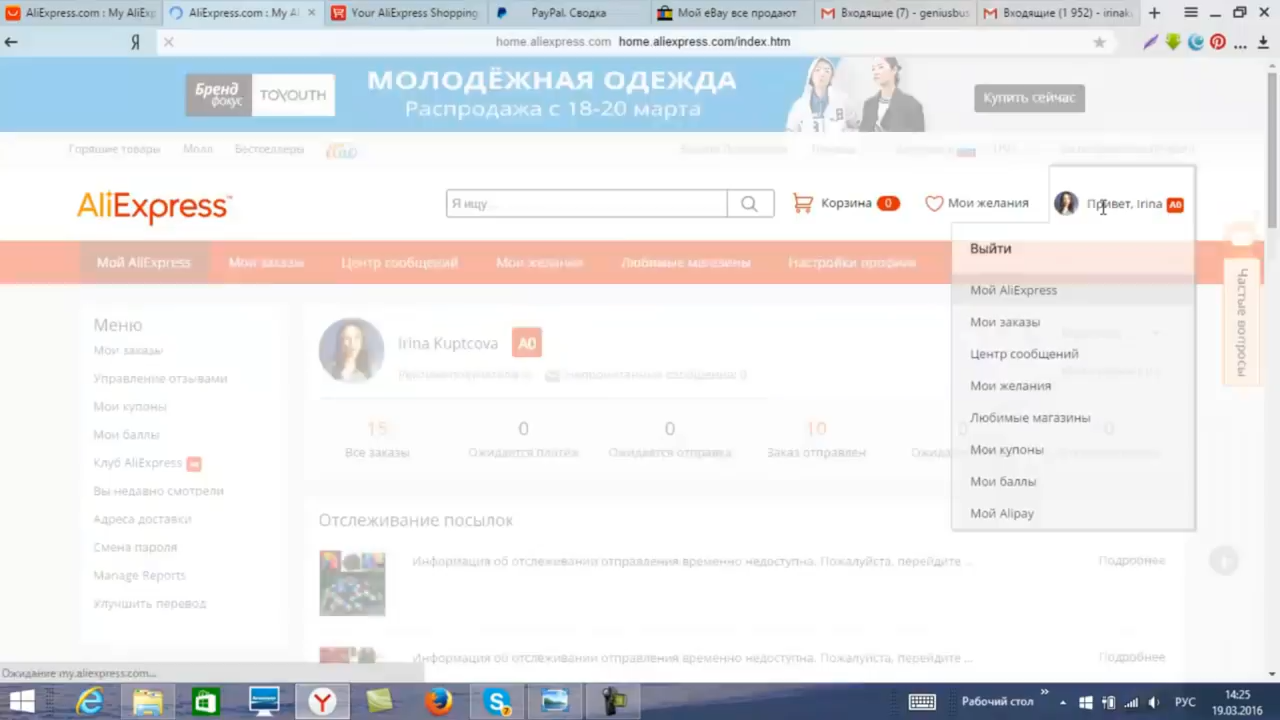 AliExpress.com : My AliExp
AliExpress.com : My Al
Your AliExpress Shopping
PayPal. Сводка
Мой eBay все продают
Входящие (7) - geniusbus
Входящие (1 952) - irinak
Я
home.aliexpress.com home.aliexpress.com/index.htm
Бренд
фокус
TOYOUTH
МОЛОДЁЖНАЯ ОДЕЖДА
Распродажа с 18-20 марта
Купить сейчас
Горящие товары Молл Бестселлеры
AliExpress™
Я ищу...
Корзина 0
Мои желания
Привет, Irina A0
Выйти
Мой AliExpress
Мои заказы
Центр сообщений
Мои желания
Любимые магазины
Мои купоны
Мои баллы
Мой Alipay
Мой AliExpress Мои заказы Центр сообщений Мои желания Любимые магазины Настройки профиля
Частые вопросы
Меню
Мои заказы
Управление отзывами
Мои купоны
Мои баллы
Клуб AliExpress
Вы недавно смотрели
Адреса доставки
Смена пароля
Manage Reports
Улучшить перевод
Irina Kuptcova A0
15 0 0 10 0 0
Все заказы Ожидается платёж Ожидается отправка Заказ отправлен
Отслеживание посылок
Информация об отслеживании отправления временно недоступна. Пожалуйста, перейдите ... Подробнее
Информация об отслеживании отправления временно недоступна. Пожалуйста, перейдите ... Подробнее
Ожидание my.aliexpress.com...
Рабочий стол
РУС
14:25
19.03.2016